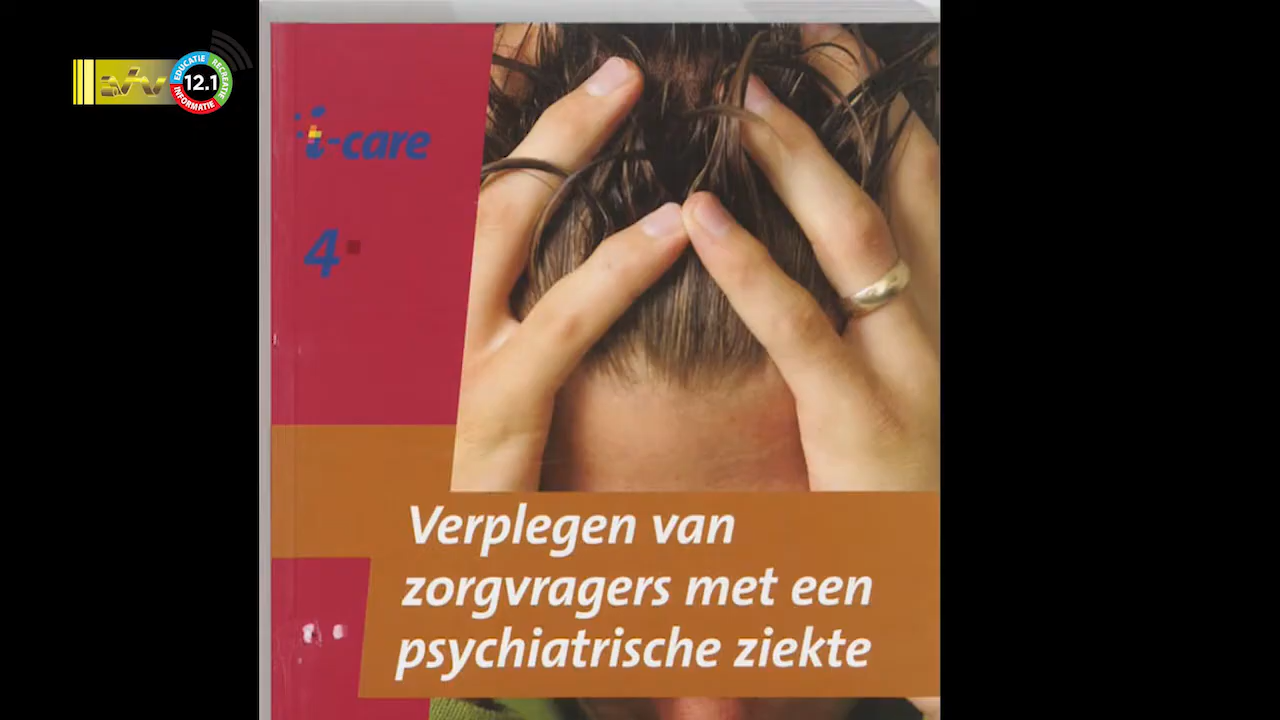 EDUCATIE
RECREATIE
INFORMATIE
12.1
i-care
4
Verplegen van
zorgvragers met een
psychiatrische ziekte